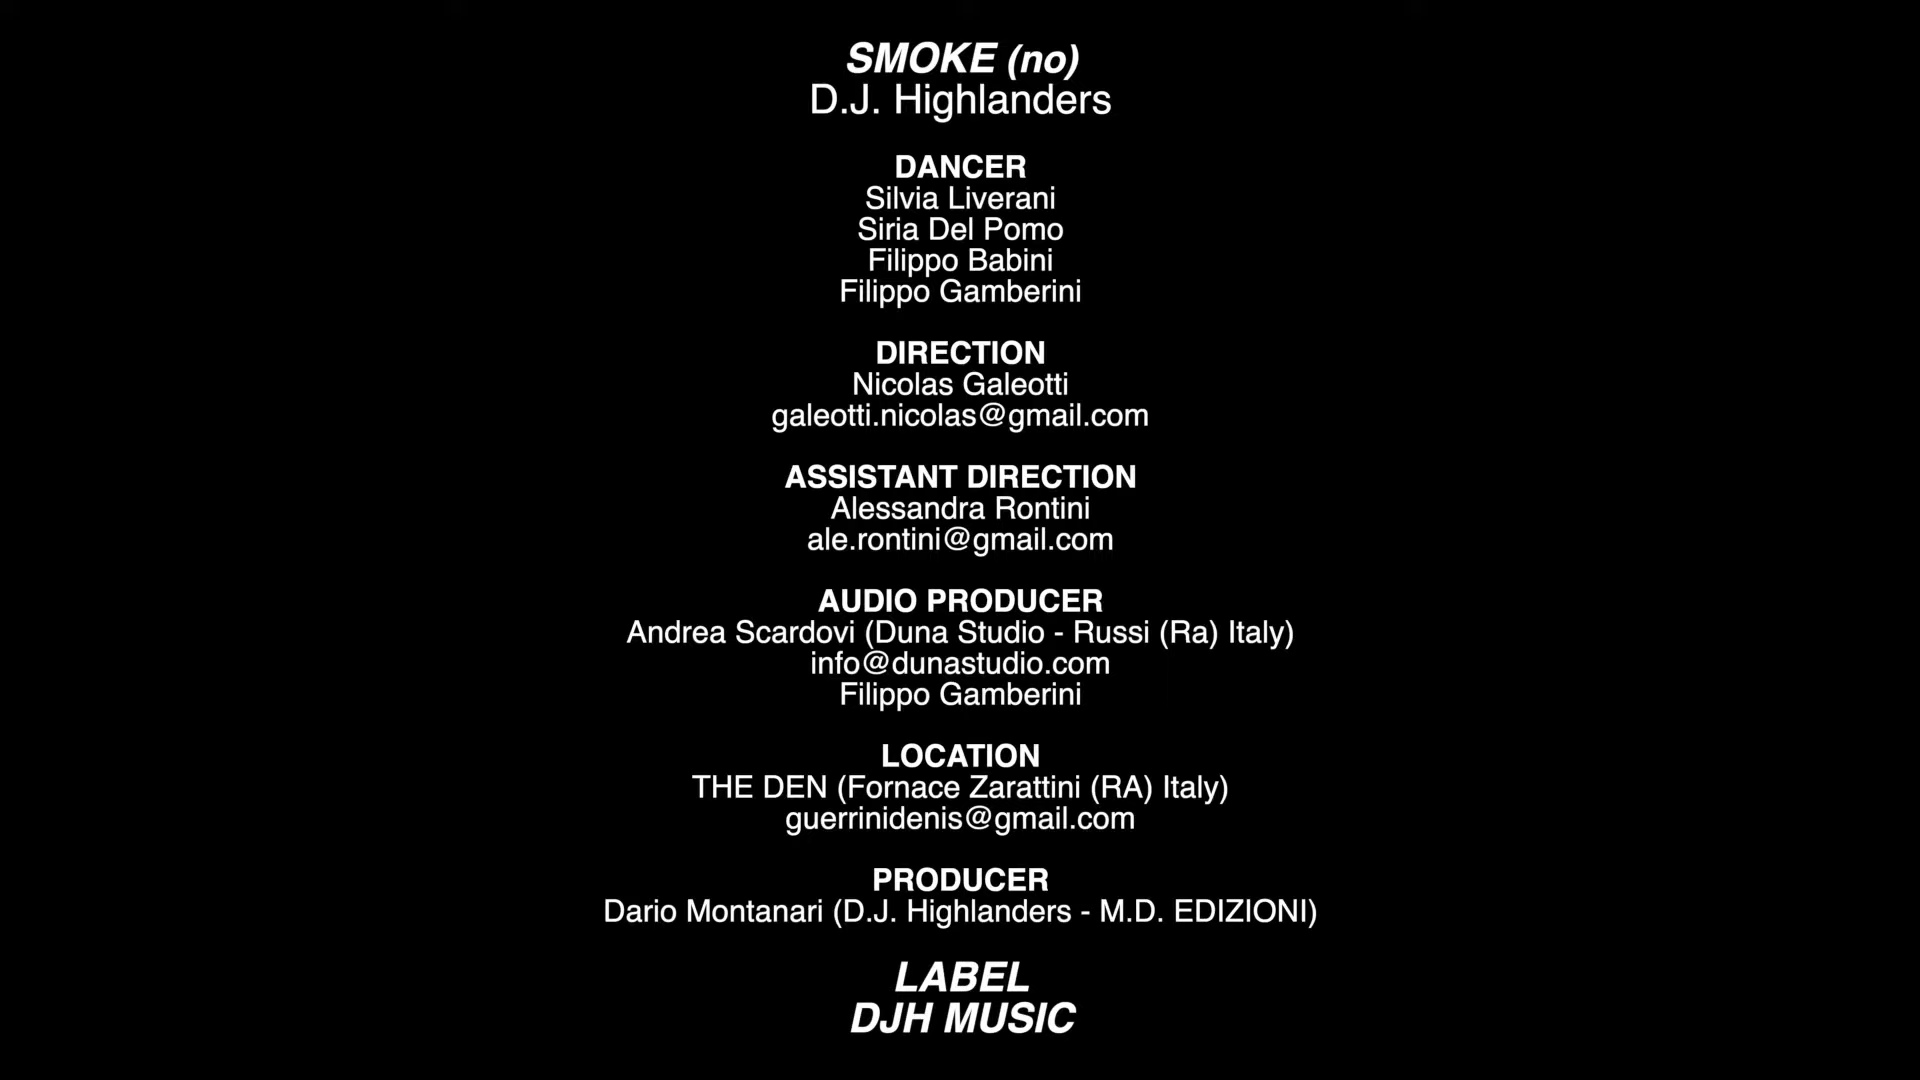 SMOKE (no)
D.J. Highlanders
DANCER
Silvia Liverani
Siria Del Pomo
Filippo Babini
Filippo Gamberini
DIRECTION
Nicolas Galeotti
galeotti.nicolas@gmail.com
ASSISTANT DIRECTION
Alessandra Rontini
ale.rontini@gmail.com
AUDIO PRODUCER
Andrea Scardovi (Duna Studio - Russi (Ra) Italy)
info@dunastudio.com
Filippo Gamberini
LOCATION
THE DEN (Fornace Zarattini (RA) Italy)
guerrinidenis@gmail.com
PRODUCER
Dario Montanari (D.J. Highlanders - M.D. EDIZIONI)
LABEL
DJH MUSIC